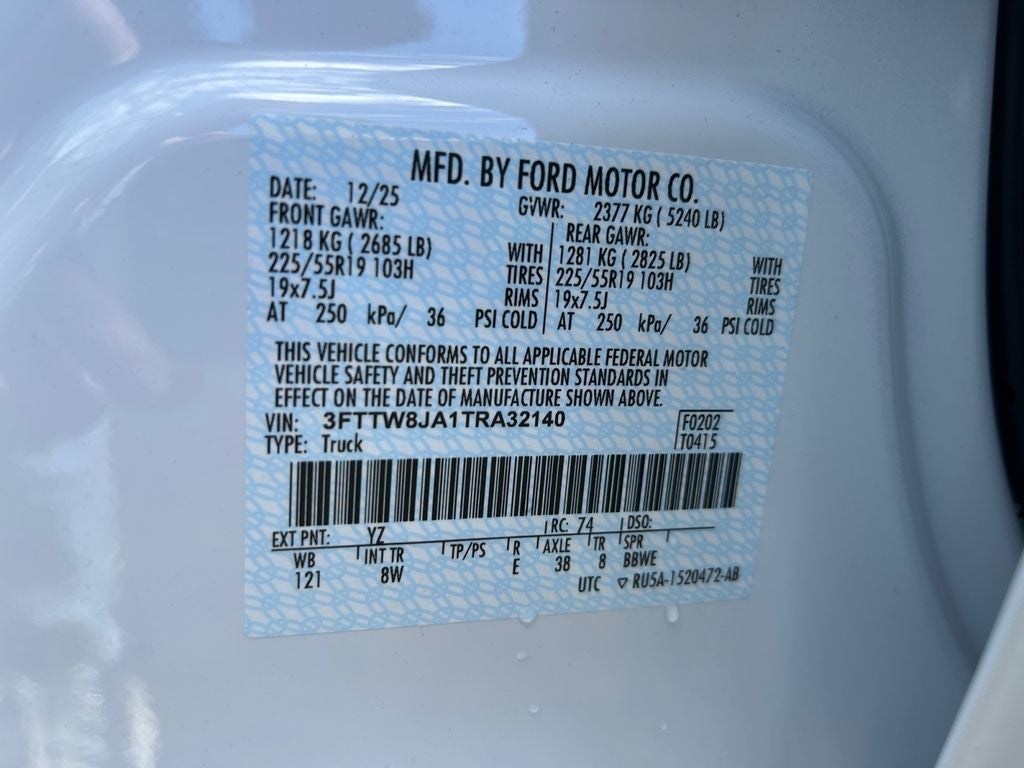 MFD. BY FORD MOTOR CO.
DATE: 12/25 GVWR: 2377 KG ( 5240 LB)
FRONT GAWR: REAR GAWR:
1218 KG ( 2685 LB) WITH 1281 KG ( 2825 LB) WITH
225/55R19 103H TIRES 225/55R19 103H TIRES
19x7.5J RIMS 19x7.5J RIMS
AT 250 kPa/ 36 PSI COLD AT 250 kPa/ 36 PSI COLD
THIS VEHICLE CONFORMS TO ALL APPLICABLE FEDERAL MOTOR
VEHICLE SAFETY AND THEFT PREVENTION STANDARDS IN
EFFECT ON THE DATE OF MANUFACTURE SHOWN ABOVE.
VIN: 3FTTW8JA1TRA32140 F0202
TYPE: Truck T0415
EXT PNT: YZ RC: 74 DSO:
WB INT TR TP/PS R AXLE TR SPR
121 8W E 38 8 BBWE
UTC ▽ RU5A-1520472-AB